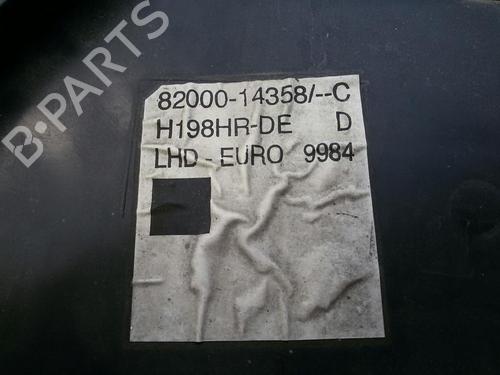 B-PARTS
82000-14358/--C
H198HR-DE D
LHD - EURO 9984